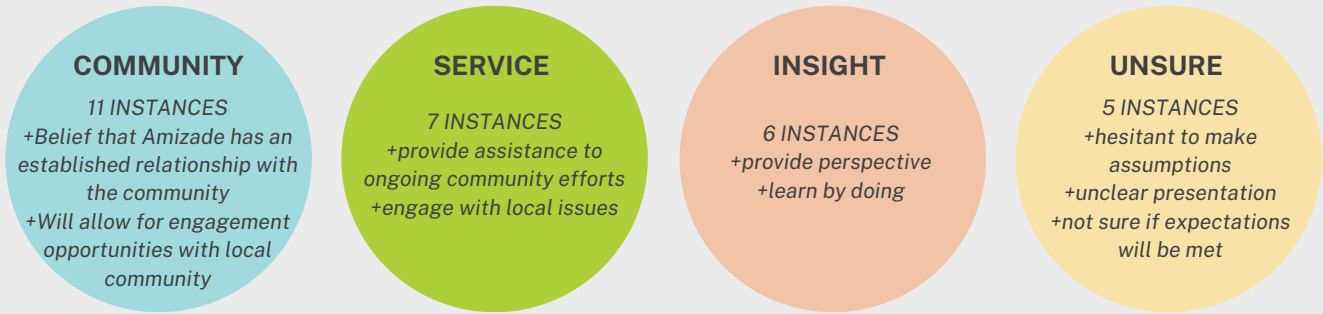 COMMUNITY
11 INSTANCES
+Belief that Amizade has an
established relationship with
the community
+Will allow for engagement
opportunities with local
community
SERVICE
7 INSTANCES
+provide assistance to
ongoing community efforts
+engage with local issues
INSIGHT
6 INSTANCES
+provide perspective
+learn by doing
UNSURE
5 INSTANCES
+hesitant to make
assumptions
+unclear presentation
+not sure if expectations
will be met